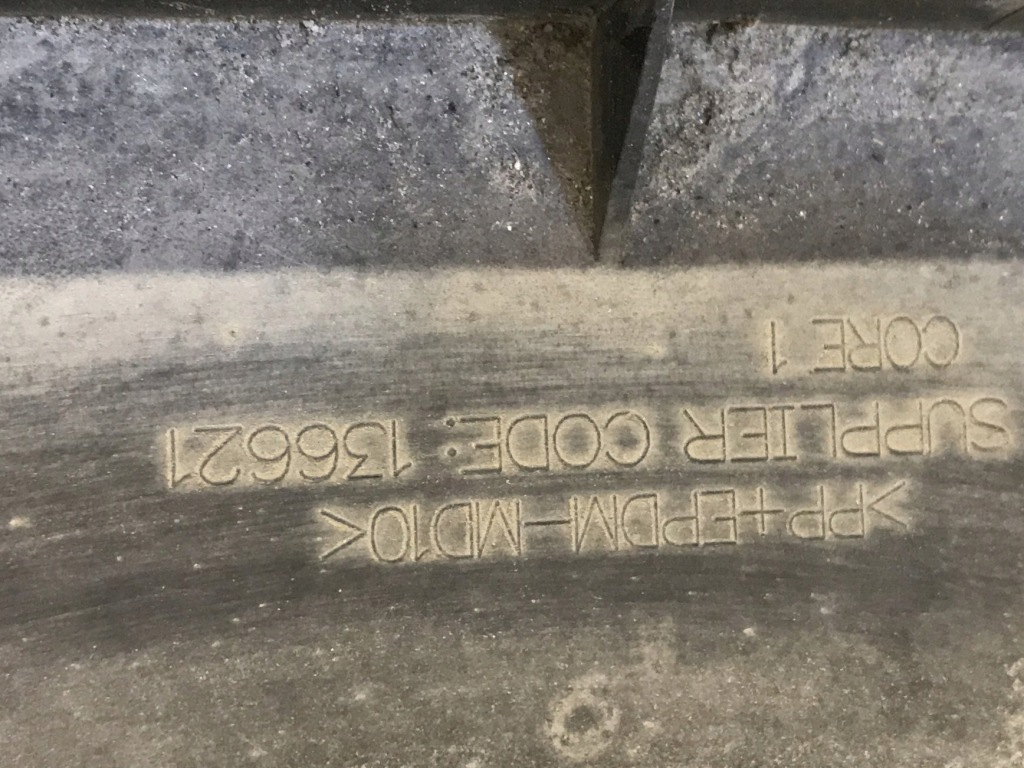 >PP+EPDM-MD10<
SUPPLIER CODE: 136621
CORE 1